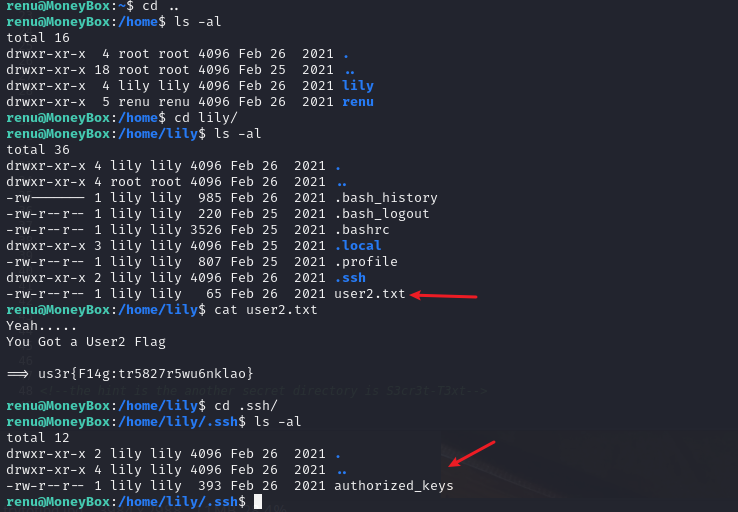 renu@MoneyBox:~$ cd ..
renu@MoneyBox:/home$ ls -al
total 16
drwxr-xr-x  4 root root 4096 Feb 26  2021 .
drwxr-xr-x 18 root root 4096 Feb 25  2021 ..
drwxr-xr-x  4 lily lily 4096 Feb 26  2021 lily
drwxr-xr-x  5 renu renu 4096 Feb 26  2021 renu
renu@MoneyBox:/home$ cd lily/
renu@MoneyBox:/home/lily$ ls -al
total 36
drwxr-xr-x 4 lily lily 4096 Feb 26  2021 .
drwxr-xr-x 4 root root 4096 Feb 26  2021 ..
-rw------- 1 lily lily  985 Feb 26  2021 .bash_history
-rw-r--r-- 1 lily lily  220 Feb 25  2021 .bash_logout
-rw-r--r-- 1 lily lily 3526 Feb 25  2021 .bashrc
drwxr-xr-x 3 lily lily 4096 Feb 25  2021 .local
-rw-r--r-- 1 lily lily  807 Feb 25  2021 .profile
drwxr-xr-x 2 lily lily 4096 Feb 26  2021 .ssh
-rw-r--r-- 1 lily lily   65 Feb 26  2021 user2.txt
renu@MoneyBox:/home/lily$ cat user2.txt
Yeah.....
You Got a User2 Flag
==> us3r{F14g:tr5827r5wu6nklao}
renu@MoneyBox:/home/lily$ cd .ssh/
renu@MoneyBox:/home/lily/.ssh$ ls -al
total 12
drwxr-xr-x 2 lily lily 4096 Feb 26  2021 .
drwxr-xr-x 4 lily lily 4096 Feb 26  2021 ..
-rw-r--r-- 1 lily lily  393 Feb 26  2021 authorized_keys
renu@MoneyBox:/home/lily/.ssh$